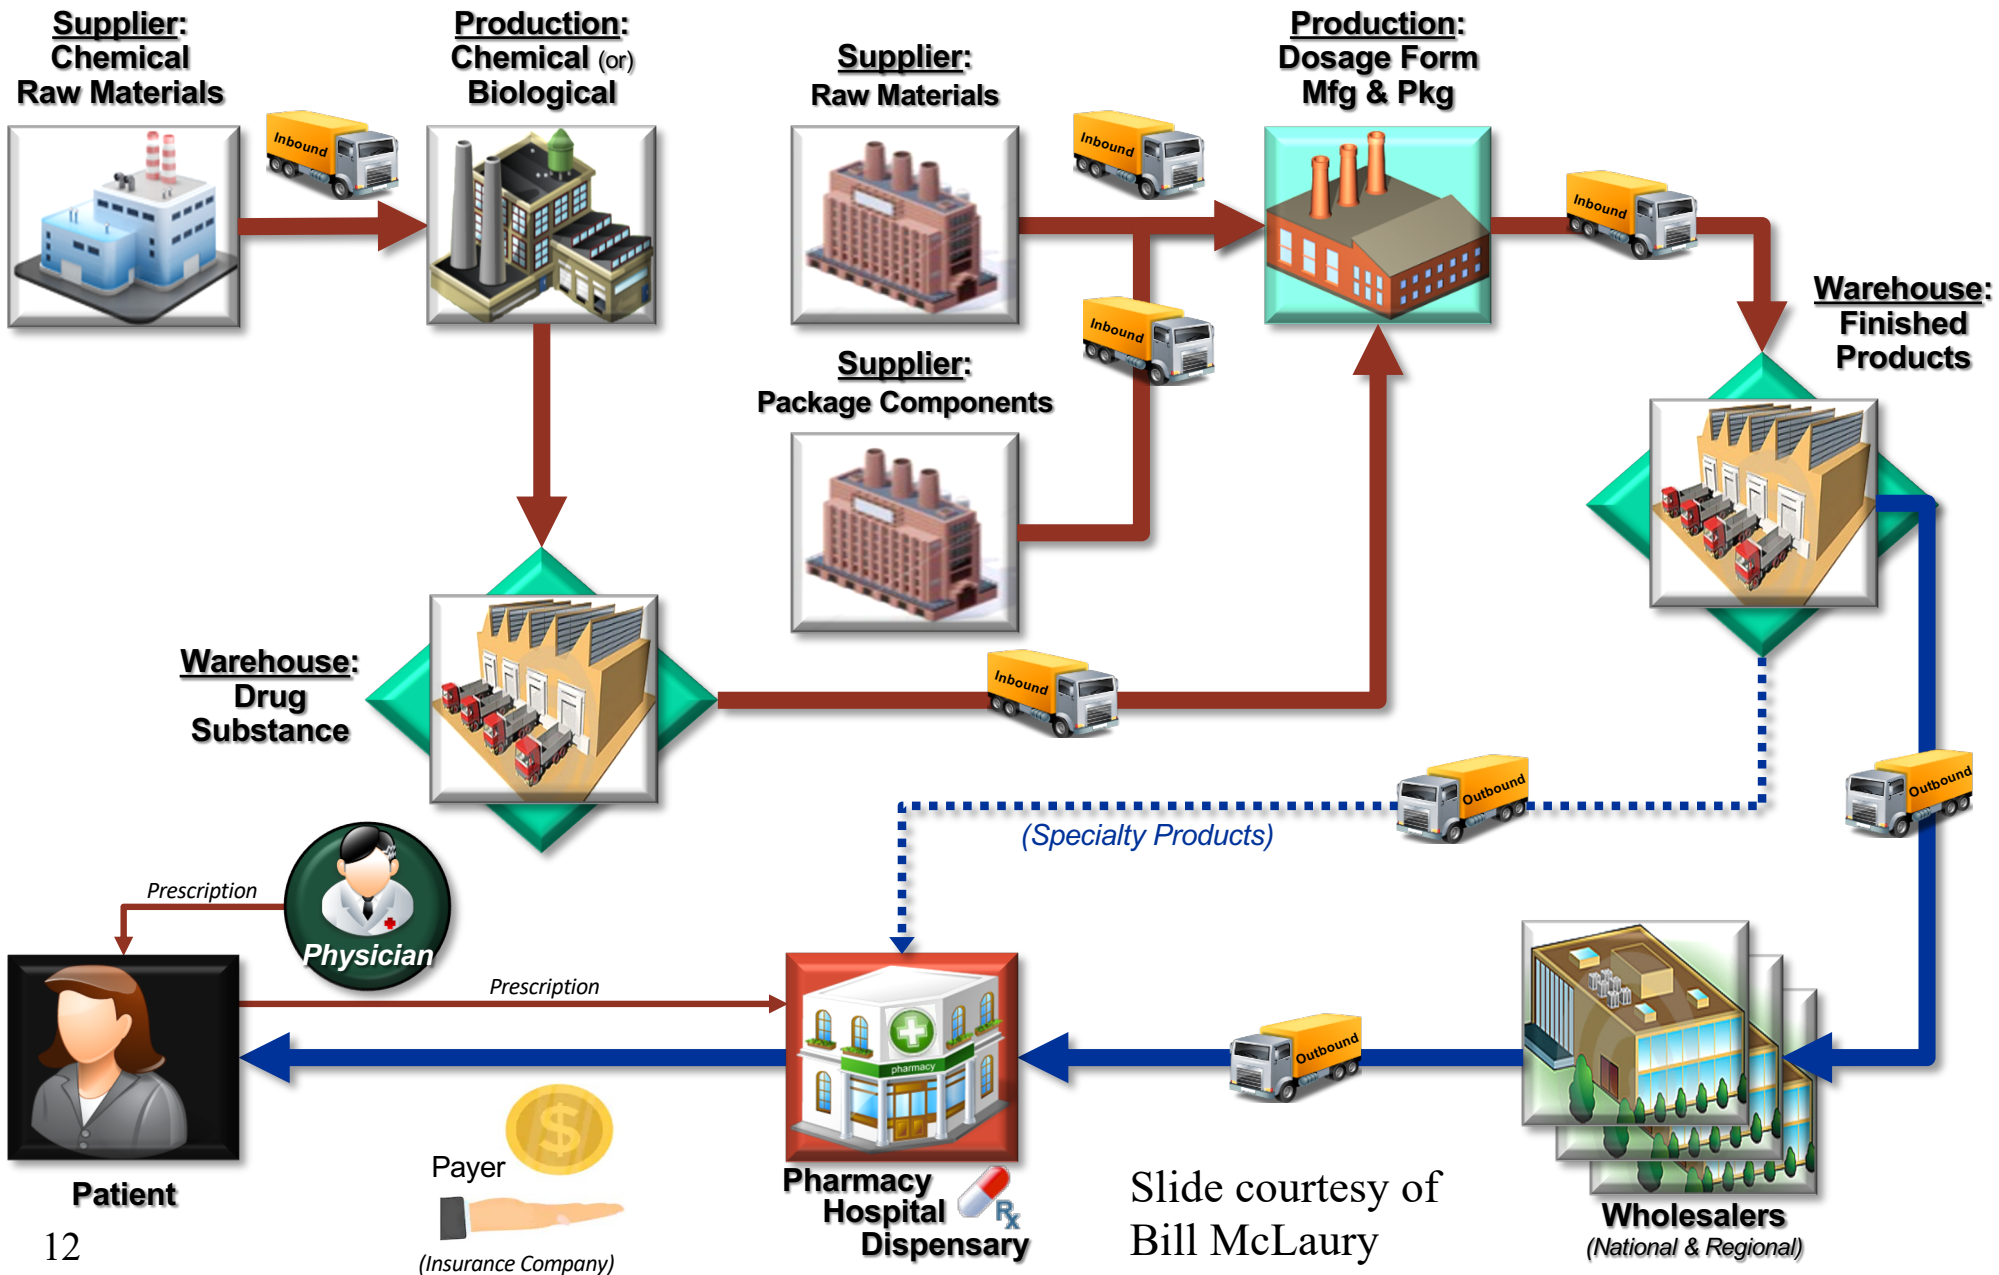 Supplier:
Chemical
Raw Materials
Inbound
Production:
Chemical (or)
Biological
Supplier:
Raw Materials
Inbound
Production:
Dosage Form
Mfg & Pkg
Inbound
Warehouse:
Finished
Products
Inbound
Supplier:
Package Components
Warehouse:
Drug
Substance
Inbound
Outbound
Outbound
(Specialty Products)
Prescription
Physician
Prescription
pharmacy
Outbound
Patient
Payer
(Insurance Company)
Pharmacy
Hospital
Dispensary
Rx
Slide courtesy of
Bill McLaury
Wholesalers
(National & Regional)
12
$